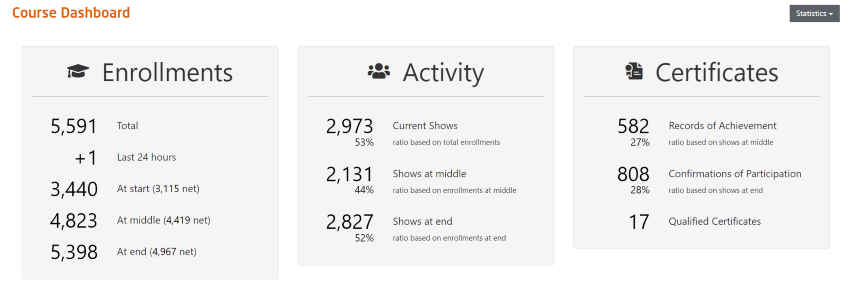 Course Dashboard
Statistics
Enrollments
5,591 Total
+1 Last 24 hours
3,440 At start (3,115 net)
4,823 At middle (4,419 net)
5,398 At end (4,967 net)
Activity
2,973 Current Shows
53% ratio based on total enrollments
2,131 Shows at middle
44% ratio based on enrollments at middle
2,827 Shows at end
52% ratio based on enrollments at end
Certificates
582 Records of Achievement
27% ratio based on shows at middle
808 Confirmations of Participation
28% ratio based on shows at end
17 Qualified Certificates